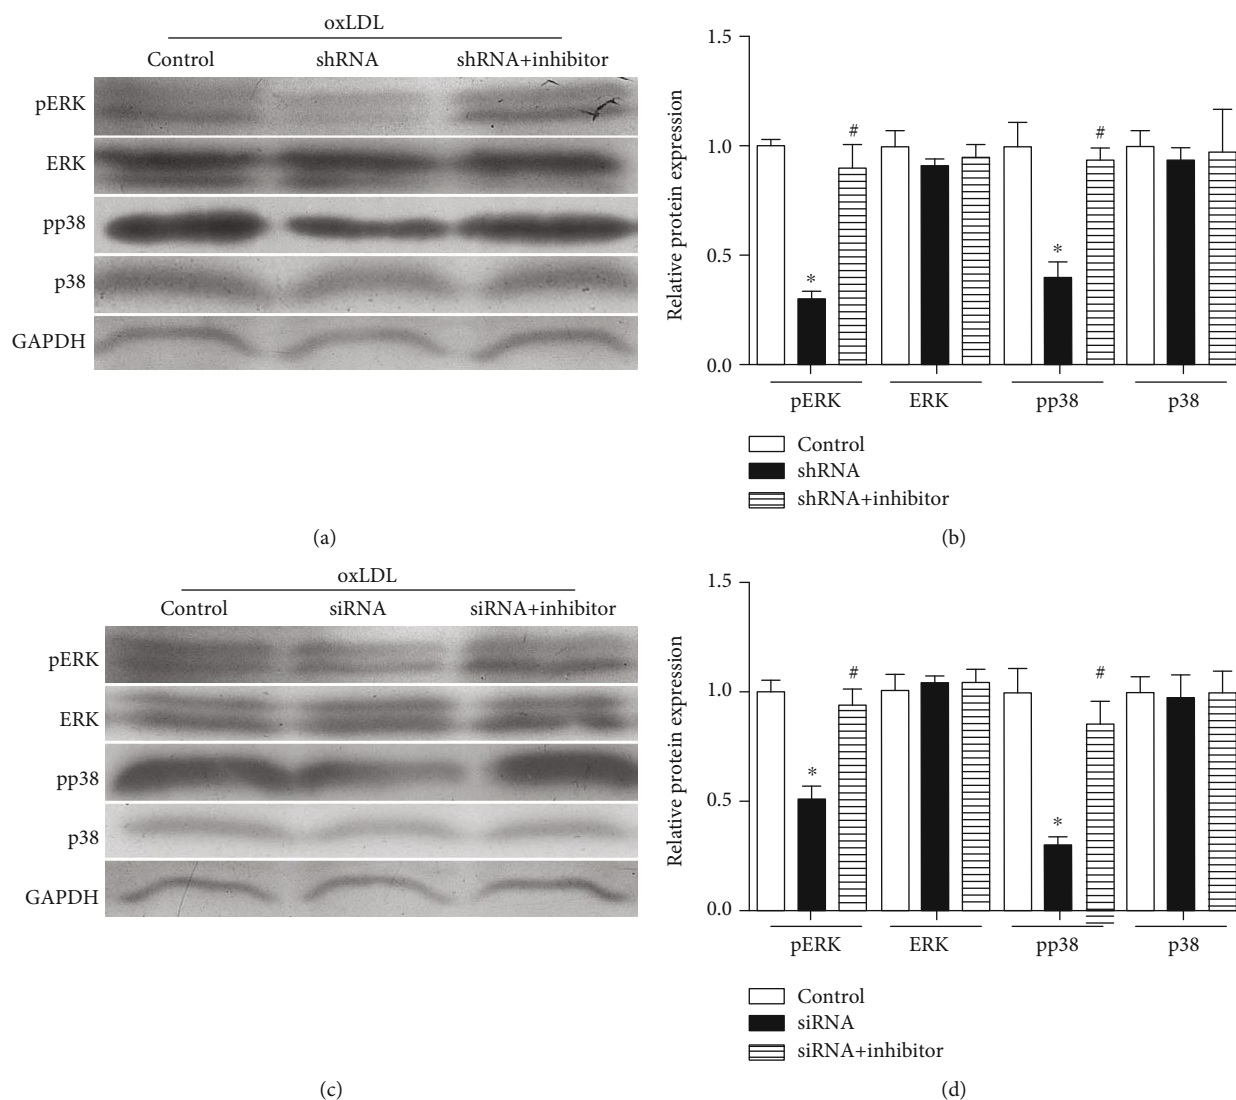 oxLDL
Control shRNA shRNA+inhibitor
pERK
ERK
pp38
p38
GAPDH
(a)
Relative protein expression
1.5
1.0
0.5
0.0
# 
*
#
*
pERK ERK pp38 p38
Control
shRNA
shRNA+inhibitor
(b)
oxLDL
Control siRNA siRNA+inhibitor
pERK
ERK
pp38
p38
GAPDH
(c)
Relative protein expression
1.5
1.0
0.5
0.0
*
#
*
#
pERK ERK pp38 p38
Control
siRNA
siRNA+inhibitor
(d)